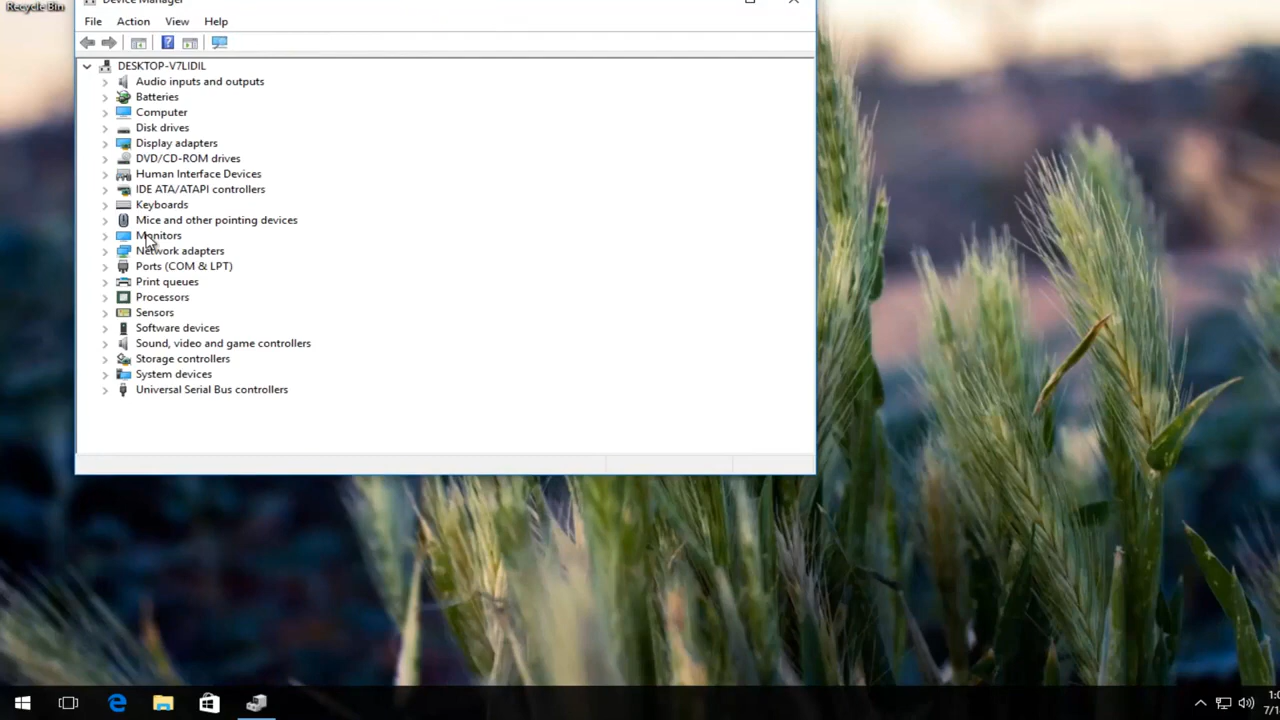 Recycle Bin
Device Manager
File Action View Help
DESKTOP-V7LIDIL
Audio inputs and outputs
Batteries
Computer
Disk drives
Display adapters
DVD/CD-ROM drives
Human Interface Devices
IDE ATA/ATAPI controllers
Keyboards
Mice and other pointing devices
Monitors
Network adapters
Ports (COM & LPT)
Print queues
Processors
Sensors
Software devices
Sound, video and game controllers
Storage controllers
System devices
Universal Serial Bus controllers